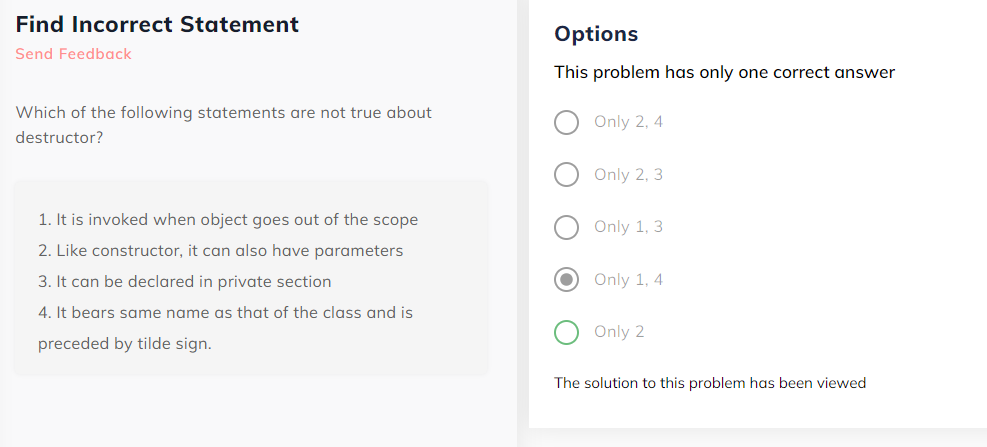 Find Incorrect Statement
Send Feedback
Which of the following statements are not true about
destructor?
1. It is invoked when object goes out of the scope
2. Like constructor, it can also have parameters
3. It can be declared in private section
4. It bears same name as that of the class and is
preceded by tilde sign.
Options
This problem has only one correct answer
Only 2, 4
Only 2, 3
Only 1, 3
Only 1, 4
Only 2
The solution to this problem has been viewed